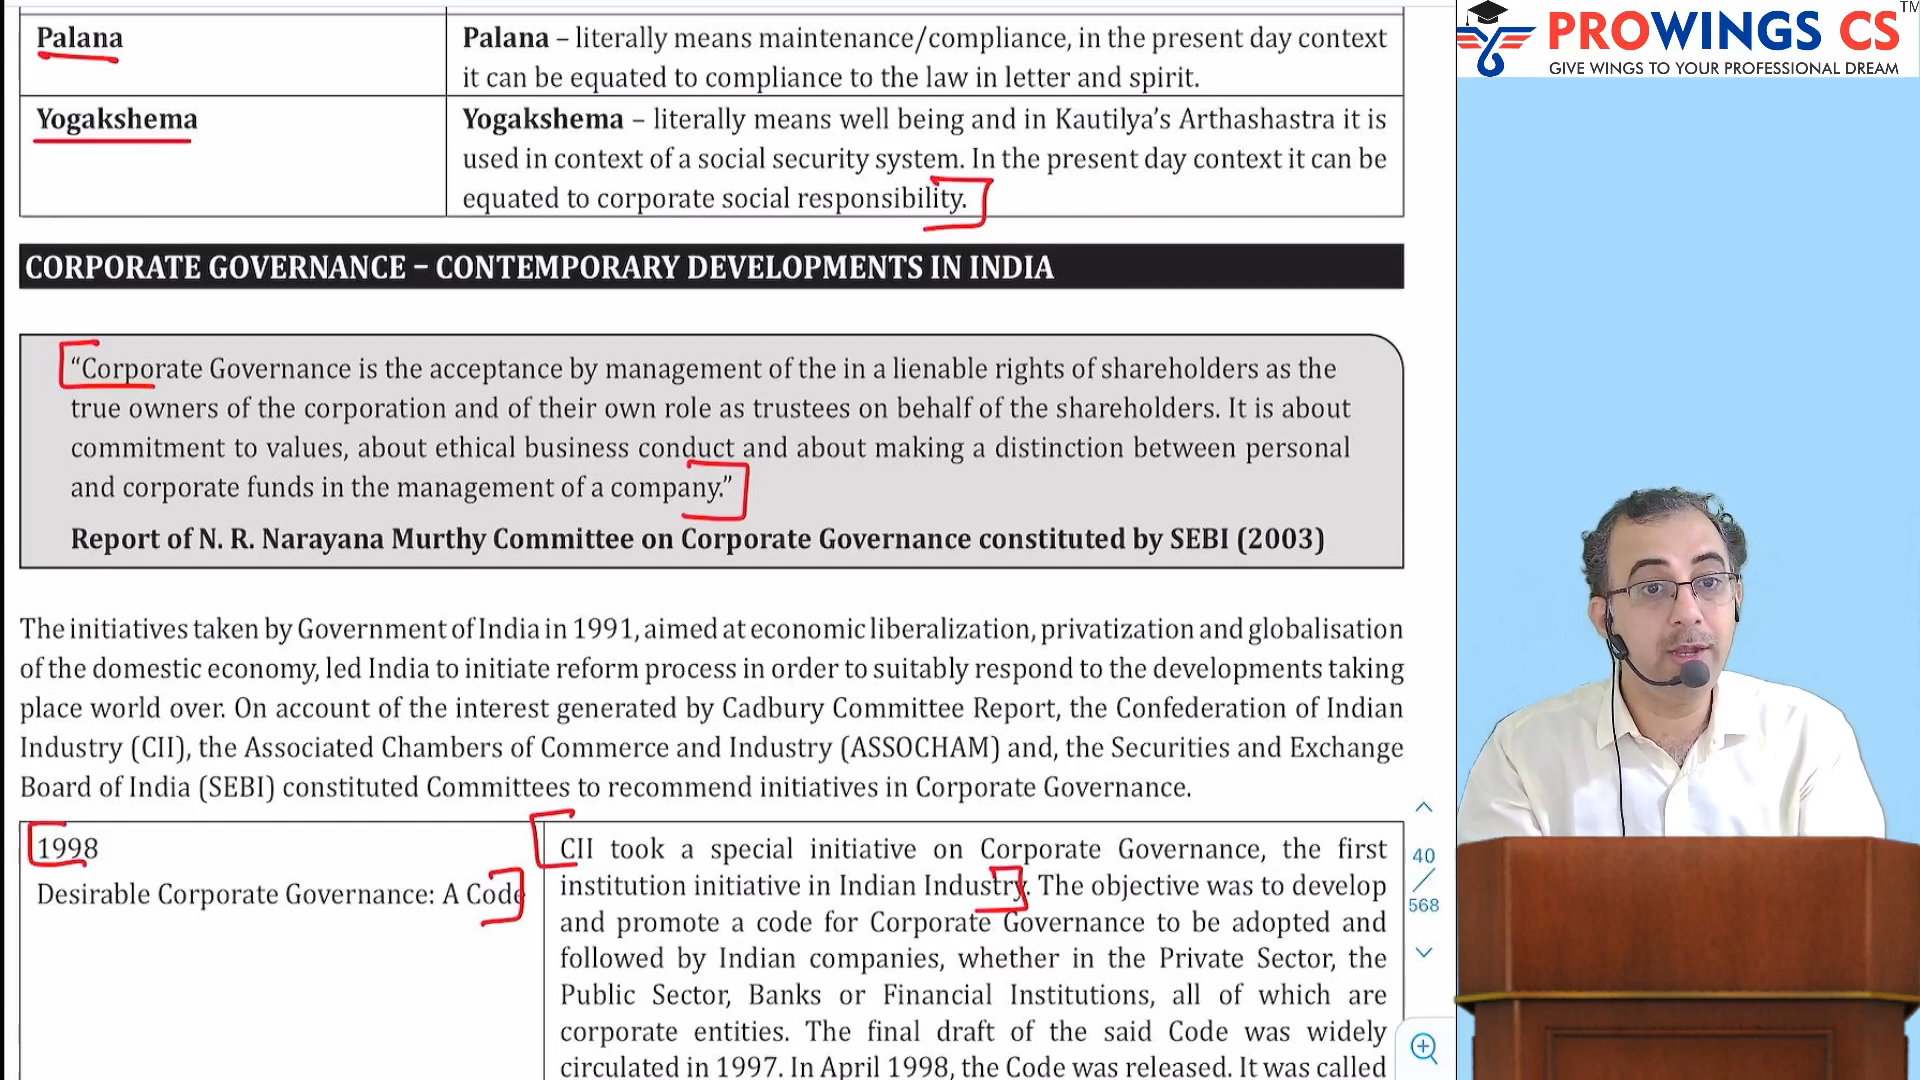 Palana
Palana – literally means maintenance/compliance, in the present day context
it can be equated to compliance to the law in letter and spirit.
Yogakshema
Yogakshema – literally means well being and in Kautilya’s Arthashastra it is
used in context of a social security system. In the present day context it can be
equated to corporate social responsibility.
CORPORATE GOVERNANCE – CONTEMPORARY DEVELOPMENTS IN INDIA
“Corporate Governance is the acceptance by management of the in a lienable rights of shareholders as the
true owners of the corporation and of their own role as trustees on behalf of the shareholders. It is about
commitment to values, about ethical business conduct and about making a distinction between personal
and corporate funds in the management of a company.”
Report of N. R. Narayana Murthy Committee on Corporate Governance constituted by SEBI (2003)
The initiatives taken by Government of India in 1991, aimed at economic liberalization, privatization and globalisation
of the domestic economy, led India to initiate reform process in order to suitably respond to the developments taking
place world over. On account of the interest generated by Cadbury Committee Report, the Confederation of Indian
Industry (CII), the Associated Chambers of Commerce and Industry (ASSOCHAM) and, the Securities and Exchange
Board of India (SEBI) constituted Committees to recommend initiatives in Corporate Governance.
1998
Desirable Corporate Governance: A Code
CII took a special initiative on Corporate Governance, the first
institution initiative in Indian Industry. The objective was to develop
and promote a code for Corporate Governance to be adopted and
followed by Indian companies, whether in the Private Sector, the
Public Sector, Banks or Financial Institutions, all of which are
corporate entities. The final draft of the said Code was widely
circulated in 1997. In April 1998, the Code was released. It was called
40
568
PROWINGS CS TM
GIVE WINGS TO YOUR PROFESSIONAL DREAM